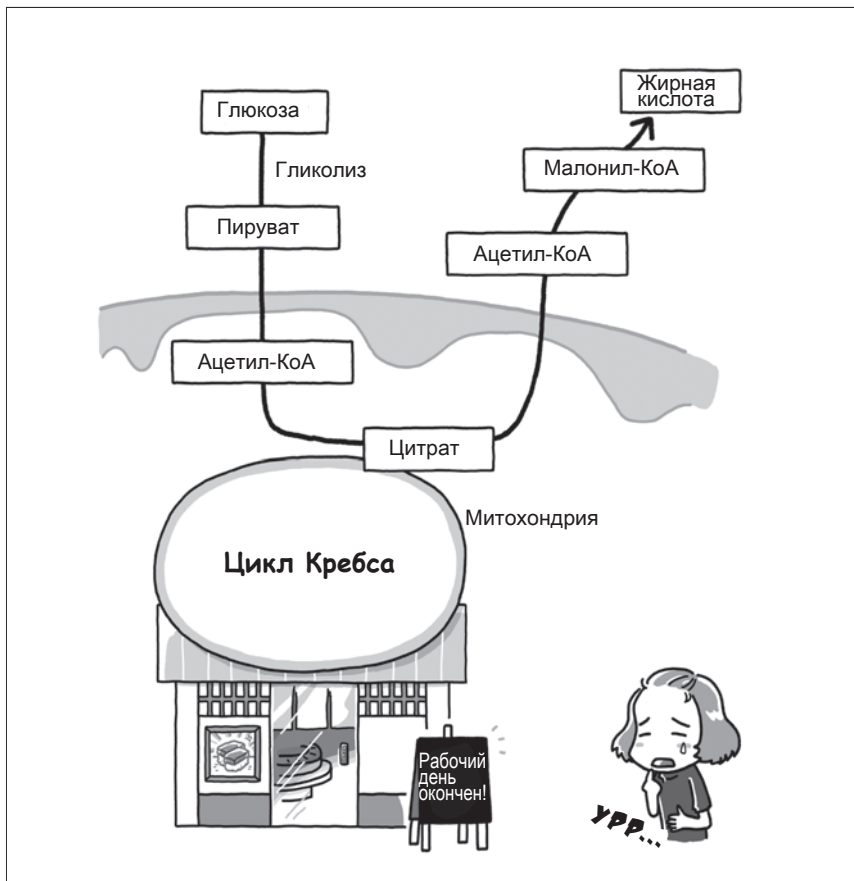 Жирная
кислота
Глюкоза
Гликолиз
Малонил-КоА
Пируват
Ацетил-КоА
Ацетил-КоА
Цитрат
Митохондрия
Цикл Кребса
Рабочий
день
окончен!
УРР...